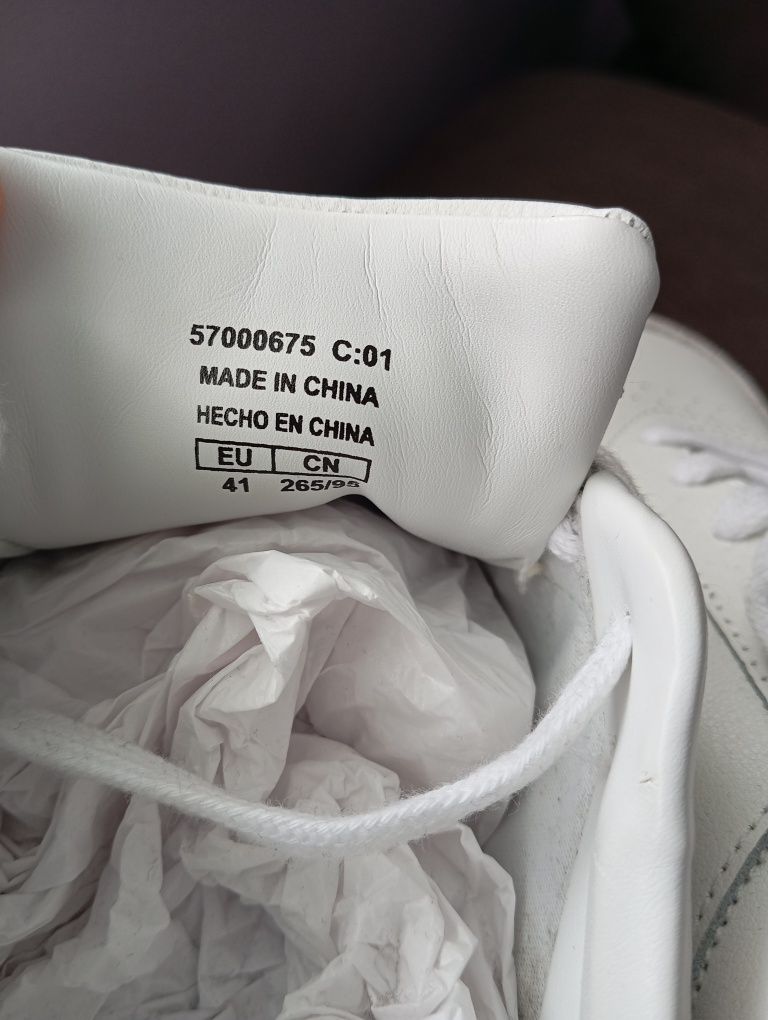 57000675 C:01
MADE IN CHINA
HECHO EN CHINA
EU CN
41 265/95